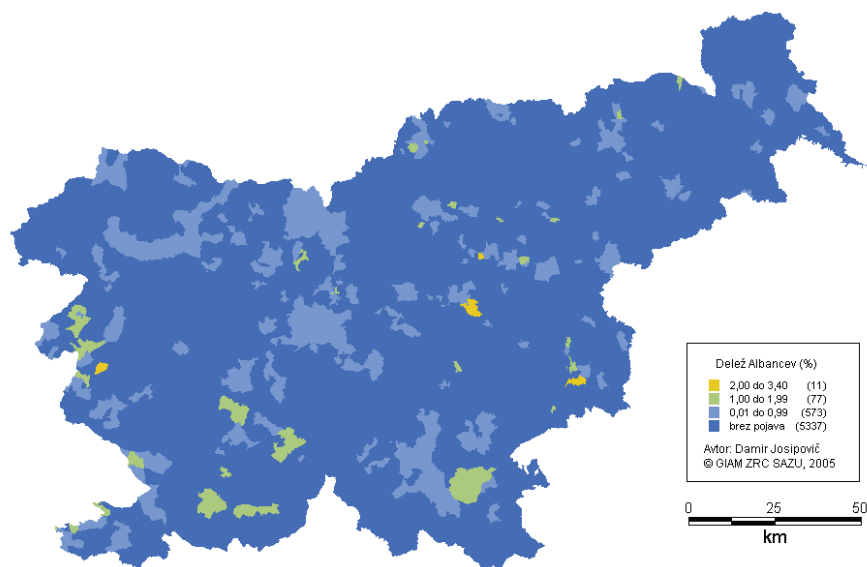 Delež Albancev (%)
2,00 do 3,40 (11)
1,00 do 1,99 (77)
0,01 do 0,99 (573)
brez pojava (5337)
Avtor: Damir Josipovič
© GIAM ZRC SAZU, 2005
0 25 50
km